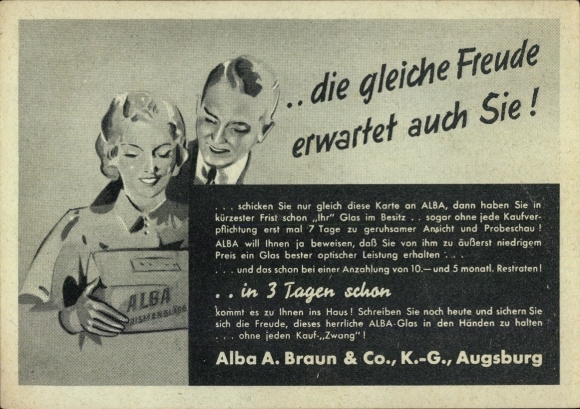 ..die gleiche Freude
erwartet auch Sie!
. . . schicken Sie nur gleich diese Karte an ALBA, dann haben Sie in
kürzester Frist schon „Ihr" Glas im Besitz . . sogar ohne jede Kaufver-
pflichtung erst mal 7 Tage zu geruhsamer Ansicht und Probeschau!
ALBA will Ihnen ja beweisen, daß Sie von ihm zu äußerst niedrigem
Preis ein Glas bester optischer Leistung erhalten . . .
. . . und das schon bei einer Anzahlung von 10.— und 5 monatl. Restraten!
. . in 3 Tagen schon
kommt es zu Ihnen ins Haus! Schreiben Sie noch heute und sichern Sie
sich die Freude, dieses herrliche ALBA-Glas in den Händen zu halten
. . . ohne jeden Kauf-„Zwang"!
Alba A. Braun & Co., K.-G., Augsburg
ALBA
PRISMENGLÄSER